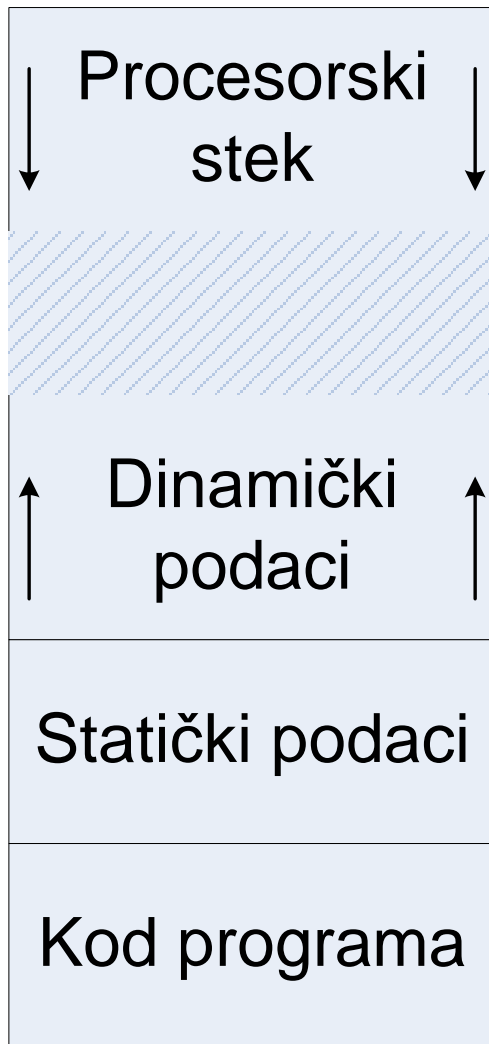 Procesorski
stek
Dinamički
podaci
Statički podaci
Kod programa